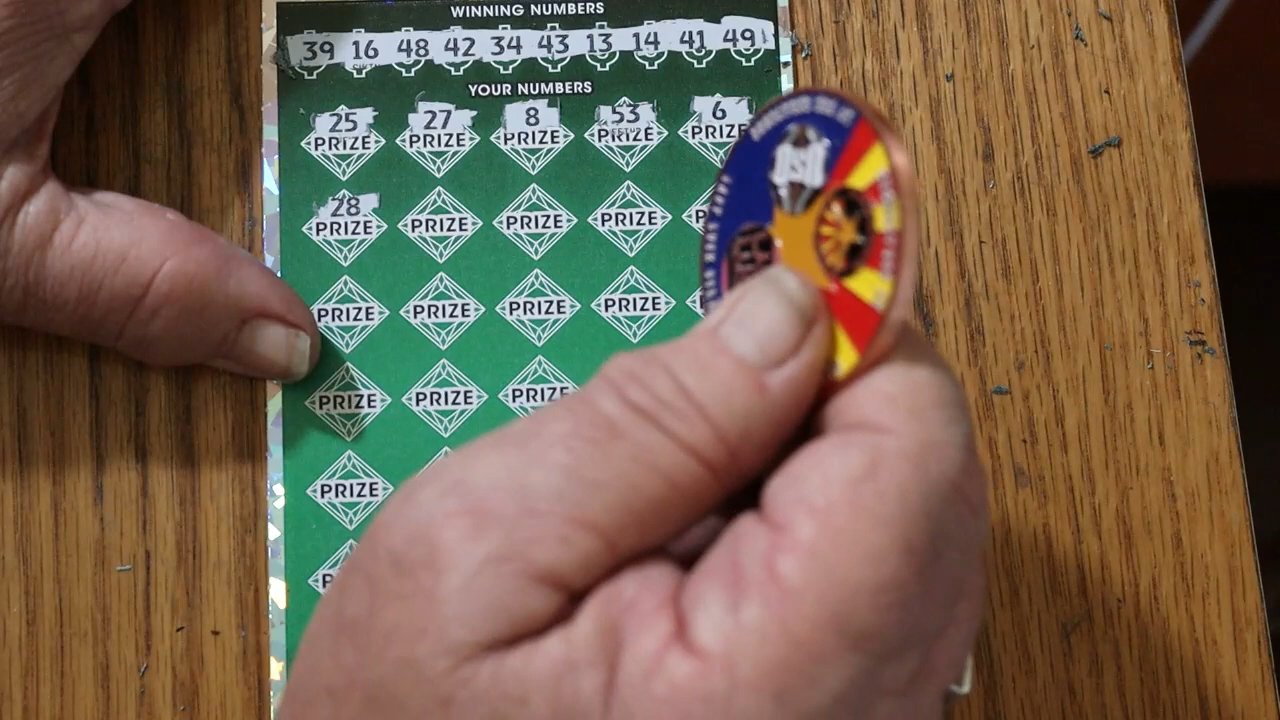 WINNING NUMBERS
39 16 48 42 34 43 13 14 41 49
YOUR NUMBERS
25 27 8 53 6
PRIZE PRIZE PRIZE PRIZE PRIZE
28
PRIZE PRIZE PRIZE PRIZE
PRIZE PRIZE PRIZE PRIZE
PRIZE PRIZE PRIZE
PRIZE